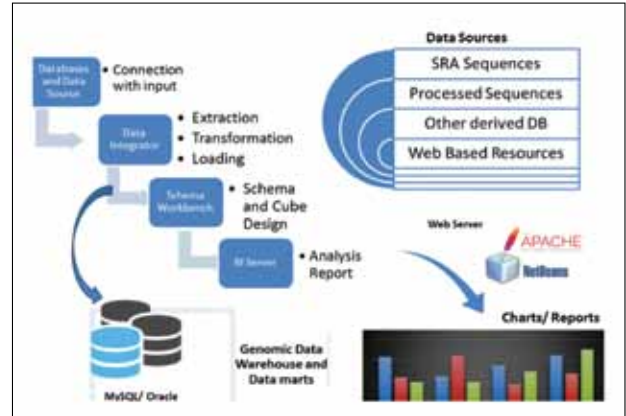 Databases
and Data
Source
• Connection
with input
Data
Integrator
• Extraction
• Transformation
• Loading
Schema
Workbench
• Schema
and Cube
Design
BI Server
• Analysis
Report
MySQL/ Oracle
Genomic Data
Warehouse and
Data marts
Data Sources
SRA Sequences
Processed Sequences
Other derived DB
Web Based Resources
Web Server
APACHE
NetBeans
Charts/ Reports